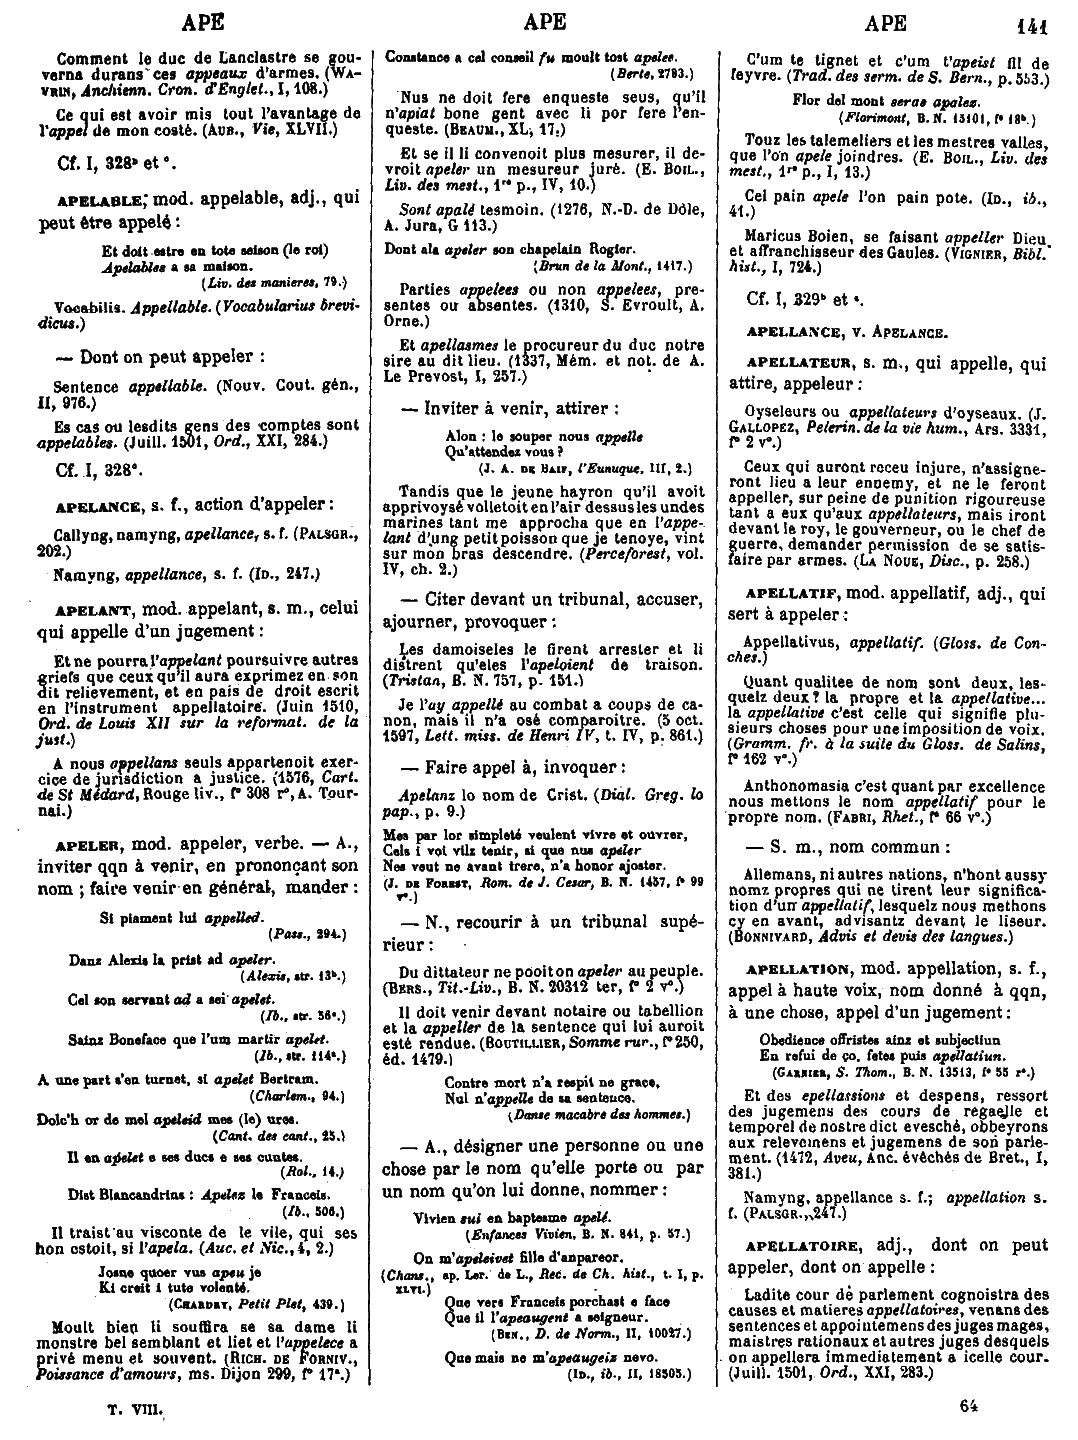 APE
APE
APE 141
Comment le duc de Lanclastre se gou-
verna durans ces appeaux d'armes. (WA-
VRIN, Anchienn. Cron. d'Englet., I, 108.)
Ce qui est avoir mis tout l'avantage de
l'appel de mon costé. (AUB., Vie, XLVII.)
Cf. I, 328ᵇ et ᶜ.
APELABLE, mod. appelable, adj., qui
peut être appelé :
Et doit estre en tote seison (le roi)
Apelables a sa maison.
(Liv. des manieres, 79.)
Vocabilis. Appellable. (Vocabularius brevi-
dicus.)
— Dont on peut appeler :
Sentence appellable. (Nouv. Cout. gén.,
II, 976.)
Es cas ou lesdits gens des comptes sont
appelables. (Juill. 1501, Ord., XXI, 284.)
Cf. I, 328ᶜ.
APELANCE, s. f., action d'appeler :
Callyng, namyng, apellance, s. f. (PALSGR.,
202.)
Namyng, appellance, s. f. (ID., 247.)
APELANT, mod. appelant, s. m., celui
qui appelle d'un jugement :
Et ne pourra l'appelant poursuivre autres
griefs que ceux qu'il aura exprimez en son
dit relievement, et en pais de droit escrit
en l'instrument appellatoire. (Juin 1510,
Ord. de Louis XII sur la reformat. de la
just.)
A nous appellans seuls appartenoit exer-
cice de jurisdiction a justice. (1576, Cart.
de St Médard, Rouge liv., fº 308 rº, A. Tour-
nai.)
APELER, mod. appeler, verbe. — A.,
inviter qqn à venir, en prononçant son
nom ; faire venir en général, mander :
Si piament lui appelled.
(Pass., 294.)
Danz Alexis la prist ad apeler.
(Alexis, str. 13ᵇ.)
Cel son servant ad a sei apelet.
(Ib., str. 56ᵃ.)
Sainz Boneface que l'um martir apelet.
(Ib., str. 114ᵃ.)
A une part s'en turnet, si apelet Bertram.
(Charlem., 94.)
Dolc'h or de mel apeleid mes (le) ures.
(Cant. des cant., 25.)
Il en apelet e ses ducs e ses cuntes.
(Rol., 14.)
Dist Blancandrins : Apelez le Franceis.
(Ib., 506.)
Il traist au visconte de le vile, qui ses
hon estoit, si l'apela. (Auc. et Nic., 4, 2.)
Josne quoer vus apeu je
Ki creit i tute volenté.
(CHARDRY, Petit Plet, 439.)
Moult bien li souffira se sa dame li
monstre bel semblant et liet et l'appelece a
privé menu et souvent. (RICH. DE FORNIV.,
Poissance d'amours, ms. Dijon 299, fº 17ᵃ.)
T. VIII.
Constance a cel conseil fu moult tost apelee.
(Berte, 2783.)
Nus ne doit fere enqueste seus, qu'il
n'apiat bone gent avec li por fere l'en-
queste. (BEAUM., XL, 17.)
Et se il li convenoit plus mesurer, il de-
vroit apeler un mesureur juré. (E. BOIL.,
Liv. des mest., 1ʳᵉ p., IV, 10.)
Sont apalé tesmoin. (1276, N.-D. de Dôle,
A. Jura, G 113.)
Dont ala apeler son chapelain Rogier.
(Brun de la Mont., 1417.)
Parties appelees ou non appelees, pre-
sentes ou absentes. (1310, S. Evroult, A.
Orne.)
Et apellasmes le procureur du duc notre
sire au dit lieu. (1337, Mém. et not. de A.
Le Prevost, I, 257.)
— Inviter à venir, attirer :
Alon : le souper nous appelle
Qu'attendez vous ?
(J. A. DE BAIF, l'Eunuque, III, 2.)
Tandis que le jeune hayron qu'il avoit
apprivoysé volletoit en l'air dessus les undes
marines tant me approcha que en l'appe-
lant d'ung petit poisson que je tenoye, vint
sur mon bras descendre. (Perceforest, vol.
IV, ch. 2.)
— Citer devant un tribunal, accuser,
ajourner, provoquer :
Les damoiseles le firent arrester et li
distrent qu'eles l'apeloient de traison.
(Tristan, B. N. 757, p. 151.)
Je l'ay appellé au combat a coups de ca-
non, mais il n'a osé comparoitre. (5 oct.
1597, Lett. miss. de Henri IV, t. IV, p. 861.)
— Faire appel à, invoquer :
Apelanz lo nom de Crist. (Dial. Greg. lo
pap., p. 9.)
Mes par lor simpleté veulent vivre et ouvrer,
Cels i voi vilz tenir, si que nus apeler
Nes veut ne avant trere, n'a honor ajoster.
(J. DE FOREST, Rom. de J. Cesar, B. N. 1457, fº 99
vº.)
— N., recourir à un tribunal supé-
rieur :
Du dittateur ne pooit on apeler au peuple.
(BERS., Tit.-Liv., B. N. 20312 ter, fº 2 vº.)
Il doit venir devant notaire ou tabellion
et la appeller de la sentence qui lui auroit
esté rendue. (BOUTILLIER, Somme rur., fº 250,
éd. 1479.)
Contre mort n'a respit ne grace,
Nul n'appelle de sa sentence.
(Danse macabre des hommes.)
— A., désigner une personne ou une
chose par le nom qu'elle porte ou par
un nom qu'on lui donne, nommer :
Vivien sui en baptesme apelé.
(Enfances Vivien, B. N. 841, p. 57.)
On m'apeleivet fille d'anpareor.
(Chans., ap. Ler. de L., Rec. de Ch. hist., t. I, p.
XLVI.)
Que vers Franceis porchast e face
Que il l'apeaugent a seigneur.
(BEN., D. de Norm., II, 10027.)
Que mais ne m'apeaugeiz nevo.
(ID., ib., II, 18505.)
C'um te tignet et c'um t'apeist fil de
feyvre. (Trad. des serm. de S. Bern., p. 553.)
Flor del mont seras apalez.
(Florimont, B. N. 15101, fº 18ᵇ.)
Touz les talemeliers et les mestres valles,
que l'on apele joindres. (E. BOIL., Liv. des
mest., 1ʳᵉ p., I, 13.)
Cel pain apele l'on pain pote. (ID., ib.,
41.)
Maricus Boien, se faisant appeller Dieu
et affranchisseur des Gaules. (VIGNIER, Bibl.
hist., I, 724.)
Cf. I, 329ᵇ et ᶜ.
APELLANCE, V. APELANCE.
APELLATEUR, s. m., qui appelle, qui
attire, appeleur :
Oyseleurs ou appellateurs d'oyseaux. (J.
GALLOPEZ, Pelerin. de la vie hum., Ars. 3331,
fº 2 vº.)
Ceux qui auront receu injure, n'assigne-
ront lieu a leur ennemy, et ne le feront
appeller, sur peine de punition rigoureuse
tant a eux qu'aux appellateurs, mais iront
devant le roy, le gouverneur, ou le chef de
guerre, demander permission de se satis-
faire par armes. (LA NOUE, Disc., p. 258.)
APELLATIF, mod. appellatif, adj., qui
sert à appeler :
Appellativus, appellatif. (Gloss. de Con-
ches.)
Quant qualitee de nom sont deux, les-
quelz deux ? la propre et la appellative...
la appellative c'est celle qui signifie plu-
sieurs choses pour une imposition de voix.
(Gramm. fr. à la suite du Gloss. de Salins,
fº 162 vº.)
Anthonomasia c'est quant par excellence
nous mettons le nom appellatif pour le
propre nom. (FABRI, Rhet., fº 66 vº.)
— S. m., nom commun :
Allemans, ni autres nations, n'hont aussy
nomz propres qui ne tirent leur significa-
tion d'un appellatif, lesquelz nous methons
cy en avant, advisantz devant le liseur.
(BONNIVARD, Advis et devis des langues.)
APELLATION, mod. appellation, s. f.,
appel à haute voix, nom donné à qqn,
à une chose, appel d'un jugement :
Obedience offristes ainz et subjectiun
En refui de ço, fetes puis apellatiun.
(GARNIER, S. Thom., B. N. 13513, fº 55 rº.)
Et des epellassions et despens, ressort
des jugemens des cours de regaelle et
temporel de nostre dict evesché, obbeyrons
aux relevemens et jugemens de son parle-
ment. (1472, Aveu, Anc. évêchés de Bret., I,
381.)
Namyng, appellance s. f.; appellation s.
f. (PALSGR., 247.)
APELLATOIRE, adj., dont on peut
appeler, dont on appelle :
Ladite cour de parlement cognoistra des
causes et matieres appellatoires, venans des
sentences et appointemens des juges mages,
maistres rationaux et autres juges desquels
on appellera immediatement a icelle cour.
(Juill. 1501, Ord., XXI, 283.)
64